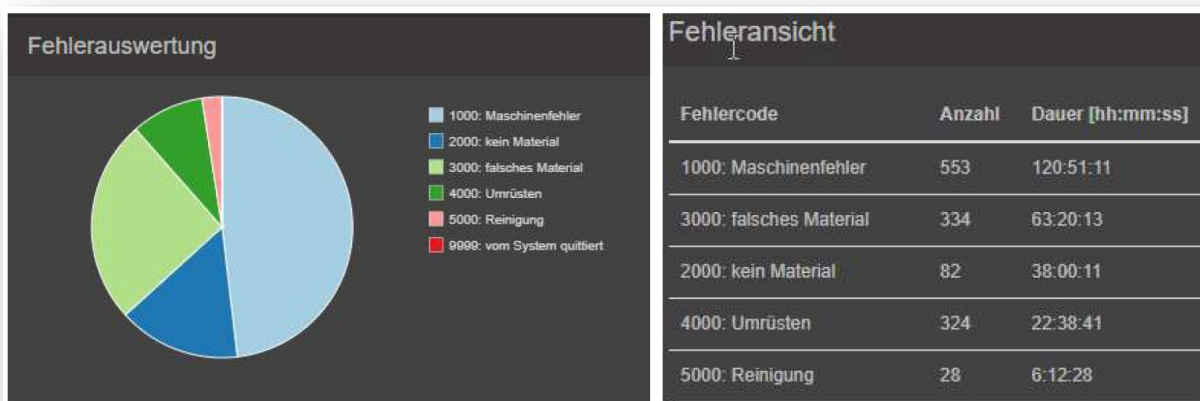 Fehlerauswertung
1000: Maschinenfehler
2000: kein Material
3000: falsches Material
4000: Umrüsten
5000: Reinigung
9999: vom System quittiert
Fehleransicht
Fehlercode Anzahl Dauer [hh:mm:ss]
1000: Maschinenfehler 553 120:51:11
3000: falsches Material 334 63:20:13
2000: kein Material 82 38:00:11
4000: Umrüsten 324 22:38:41
5000: Reinigung 28 6:12:28